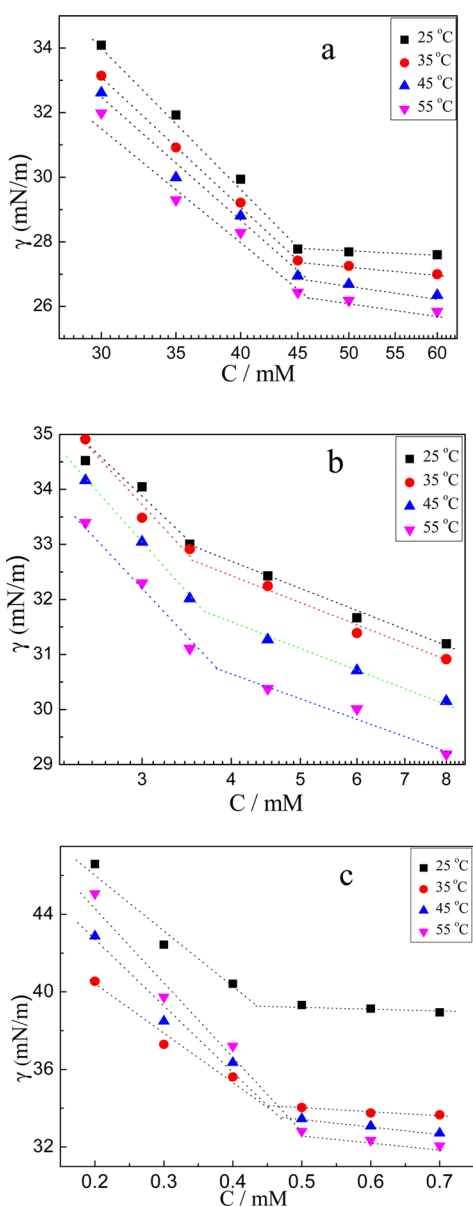 a
25 °C
35 °C
45 °C
55 °C
γ (mN/m)
34
32
30
28
26
30 35 40 45 50 55 60
C / mM
b
25 °C
35 °C
45 °C
55 °C
γ (mN/m)
35
34
33
32
31
30
29
3 4 5 6 7 8
C / mM
c
25 °C
35 °C
45 °C
55 °C
γ (mN/m)
44
40
36
32
0.2 0.3 0.4 0.5 0.6 0.7
C / mM